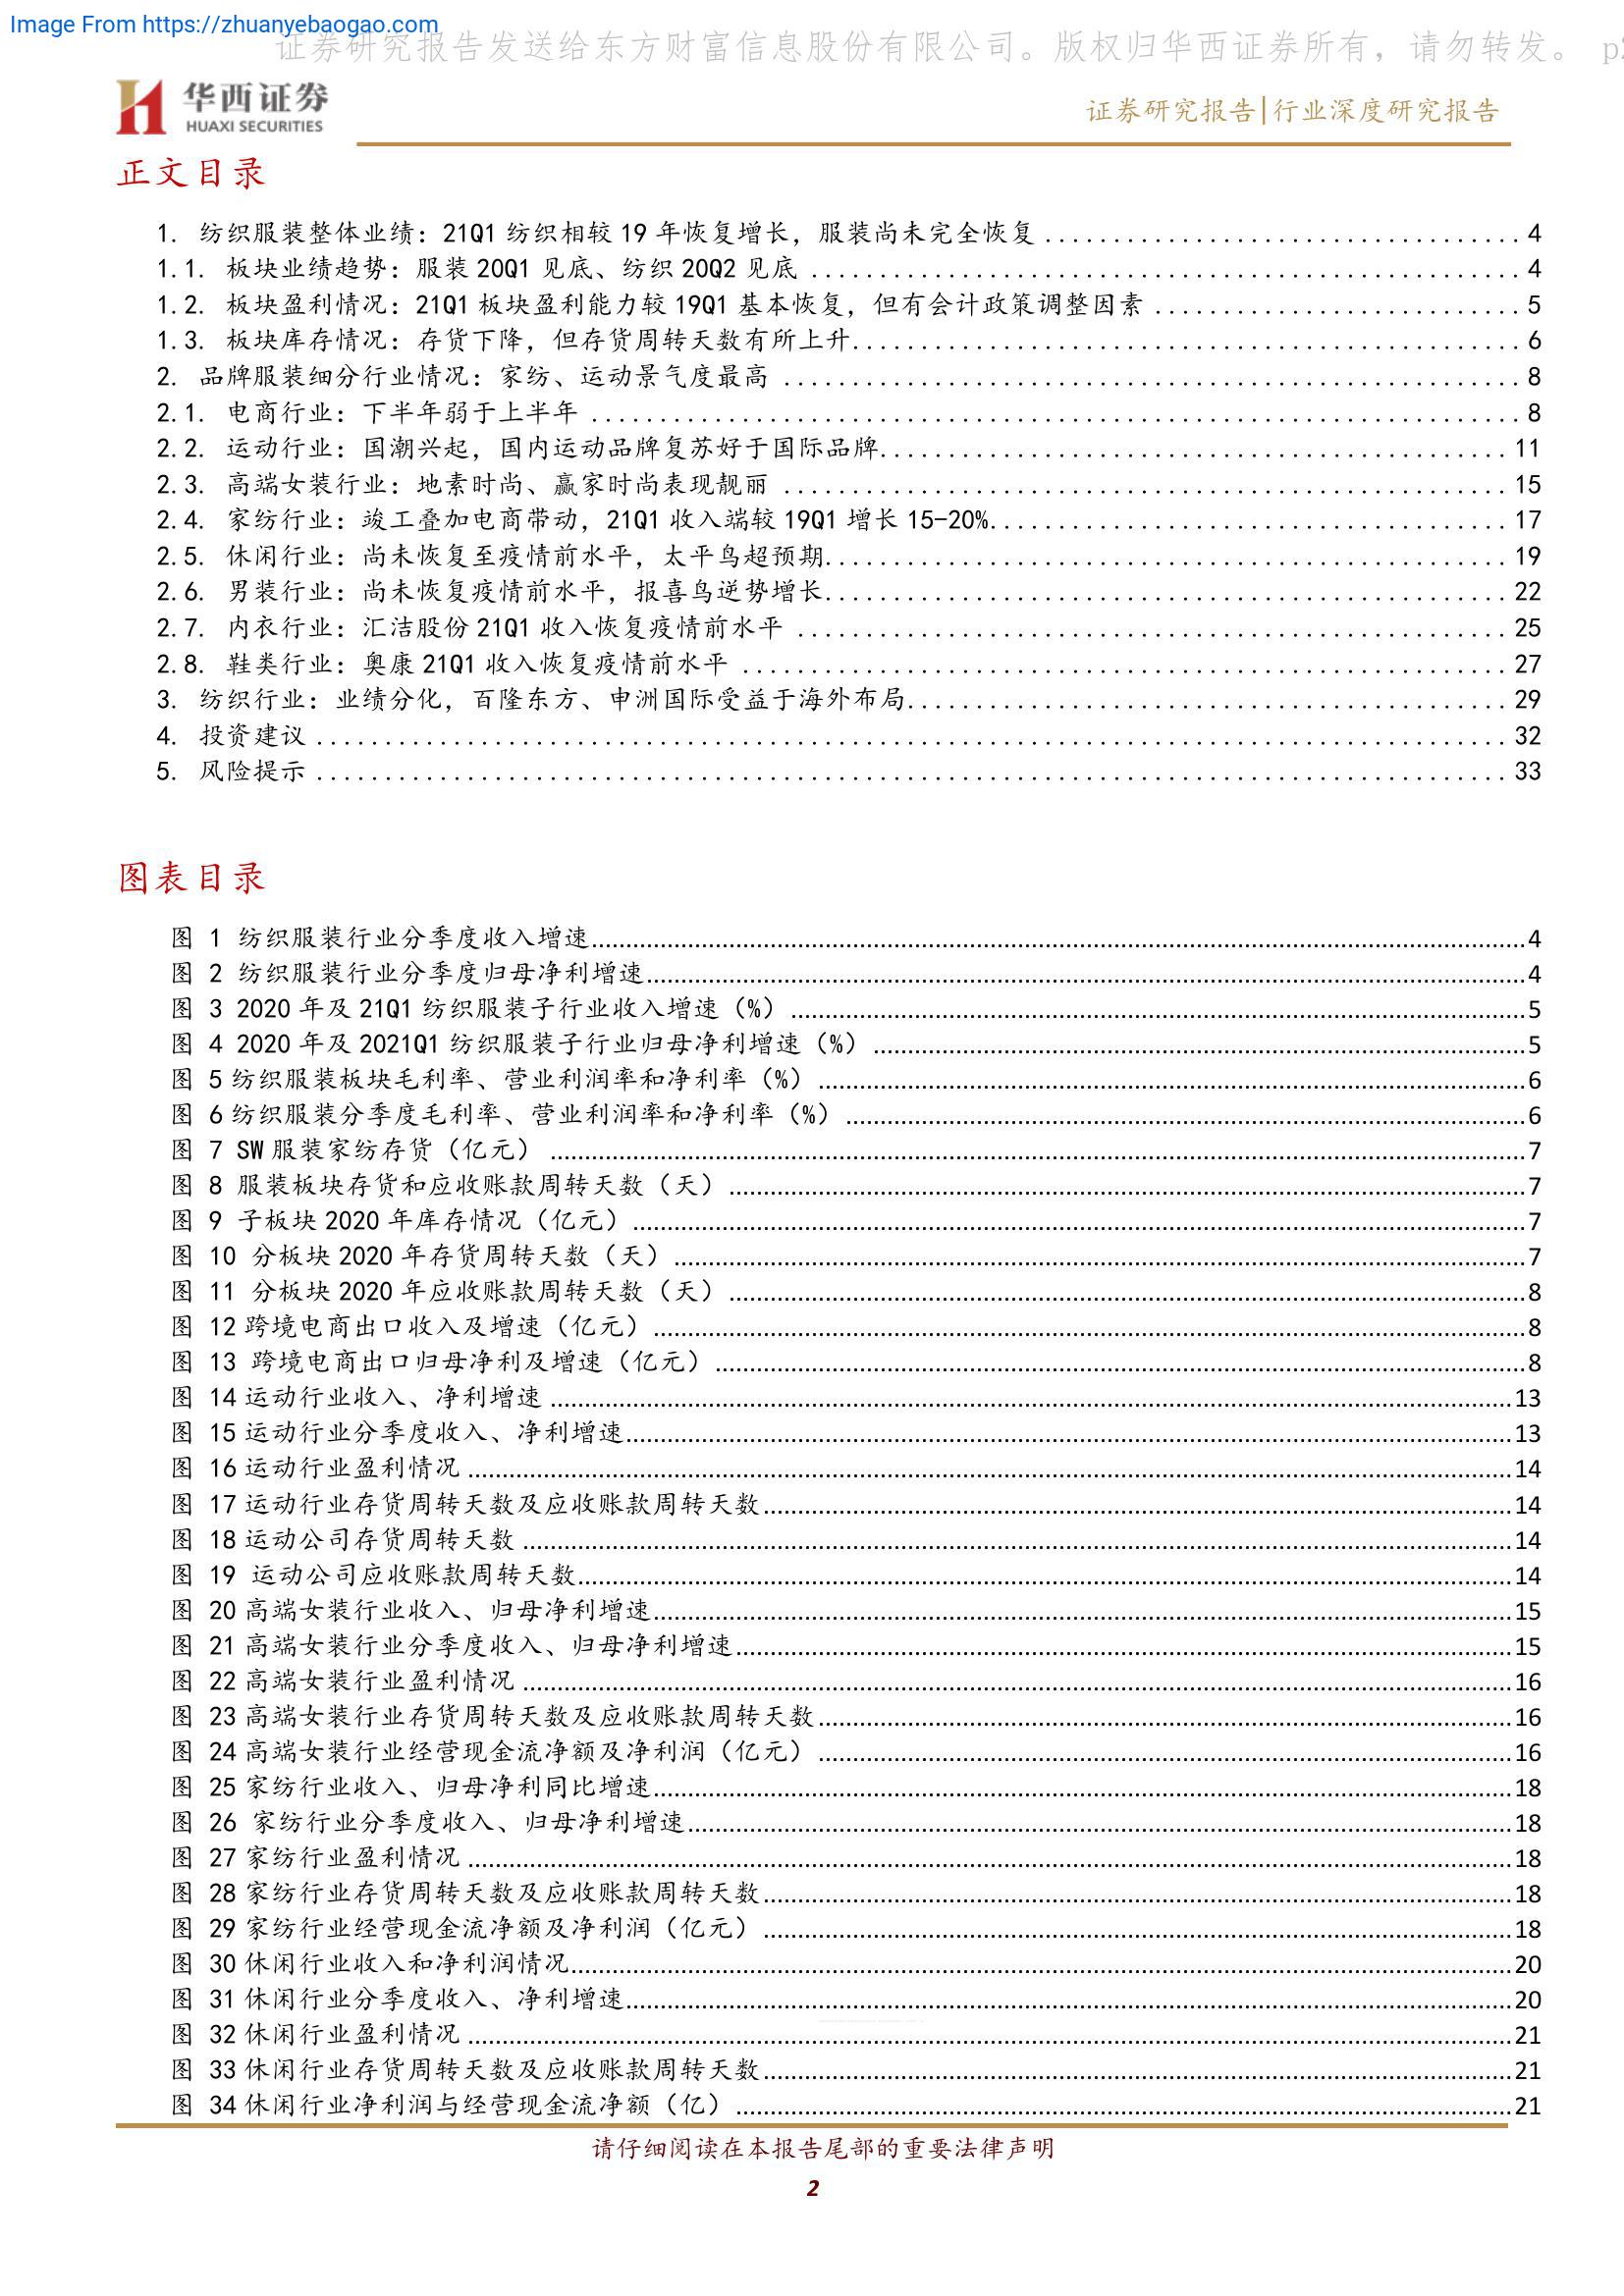 Image From https://zhuanyebaogao.com
证券研究报告发送给东方财富信息股份有限公司。版权归华西证券所有，请勿转发。 p2
华西证券
HUAXI SECURITIES
证券研究报告|行业深度研究报告
正文目录
1. 纺织服装整体业绩：21Q1 纺织相较 19 年恢复增长，服装尚未完全恢复 .................................... 4
1.1. 板块业绩趋势：服装 20Q1 见底、纺织 20Q2 见底 .................................... 4
1.2. 板块盈利情况：21Q1 板块盈利能力较 19Q1 基本恢复，但有会计政策调整因素 ........................... 5
1.3. 板块库存情况：存货下降，但存货周转天数有所上升.................................... 6
2. 品牌服装细分行业情况：家纺、运动景气度最高 .................................... 8
2.1. 电商行业：下半年弱于上半年 .................................... 8
2.2. 运动行业：国潮兴起，国内运动品牌复苏好于国际品牌.................................... 11
2.3. 高端女装行业：地素时尚、赢家时尚表现靓丽 .................................... 15
2.4. 家纺行业：竣工叠加电商带动，21Q1 收入端较 19Q1 增长 15-20%.................................... 17
2.5. 休闲行业：尚未恢复至疫情前水平，太平鸟超预期.................................... 19
2.6. 男装行业：尚未恢复疫情前水平，报喜鸟逆势增长.................................... 22
2.7. 内衣行业：汇洁股份 21Q1 收入恢复疫情前水平 .................................... 25
2.8. 鞋类行业：奥康 21Q1 收入恢复疫情前水平 .................................... 27
3. 纺织行业：业绩分化，百隆东方、申洲国际受益于海外布局.................................... 29
4. 投资建议 .................................... 32
5. 风险提示 .................................... 33
图表目录
图 1 纺织服装行业分季度收入增速.................................... 4
图 2 纺织服装行业分季度归母净利增速.................................... 4
图 3 2020 年及 21Q1 纺织服装子行业收入增速（%） .................................... 5
图 4 2020 年及 2021Q1 纺织服装子行业归母净利增速（%） .................................... 5
图 5 纺织服装板块毛利率、营业利润率和净利率（%） .................................... 6
图 6 纺织服装分季度毛利率、营业利润率和净利率（%） .................................... 6
图 7 SW 服装家纺存货（亿元） .................................... 7
图 8 服装板块存货和应收账款周转天数（天） .................................... 7
图 9 子板块 2020 年库存情况（亿元） .................................... 7
图 10 分板块 2020 年存货周转天数（天） .................................... 7
图 11 分板块 2020 年应收账款周转天数（天） .................................... 8
图 12 跨境电商出口收入及增速（亿元） .................................... 8
图 13 跨境电商出口归母净利及增速（亿元） .................................... 8
图 14 运动行业收入、净利增速 .................................... 13
图 15 运动行业分季度收入、净利增速.................................... 13
图 16 运动行业盈利情况 .................................... 14
图 17 运动行业存货周转天数及应收账款周转天数.................................... 14
图 18 运动公司存货周转天数 .................................... 14
图 19 运动公司应收账款周转天数.................................... 14
图 20 高端女装行业收入、归母净利增速.................................... 15
图 21 高端女装行业分季度收入、归母净利增速.................................... 15
图 22 高端女装行业盈利情况 .................................... 16
图 23 高端女装行业存货周转天数及应收账款周转天数.................................... 16
图 24 高端女装行业经营现金流净额及净利润（亿元） .................................... 16
图 25 家纺行业收入、归母净利同比增速.................................... 18
图 26 家纺行业分季度收入、归母净利增速.................................... 18
图 27 家纺行业盈利情况 .................................... 18
图 28 家纺行业存货周转天数及应收账款周转天数.................................... 18
图 29 家纺行业经营现金流净额及净利润（亿元） .................................... 18
图 30 休闲行业收入和净利润情况.................................... 20
图 31 休闲行业分季度收入、净利增速.................................... 20
图 32 休闲行业盈利情况 .................................... 21
图 33 休闲行业存货周转天数及应收账款周转天数.................................... 21
图 34 休闲行业净利润与经营现金流净额（亿） .................................... 21
请仔细阅读在本报告尾部的重要法律声明
2